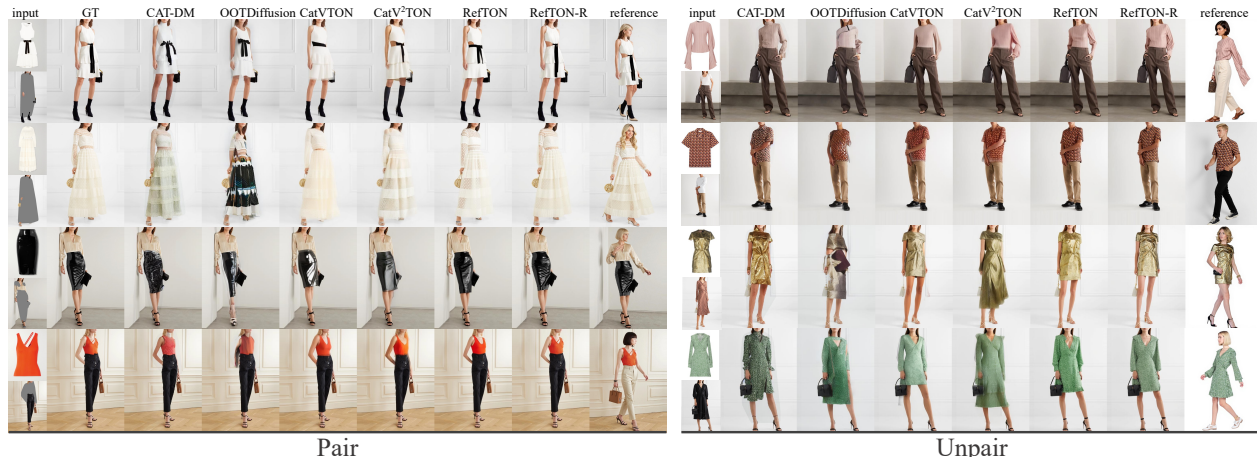 input GT CAT-DM OOTDiffusion CatVTON CatV²TON RefTON RefTON-R reference
input CAT-DM OOTDiffusion CatVTON CatV²TON RefTON RefTON-R reference
Pair
Unpair